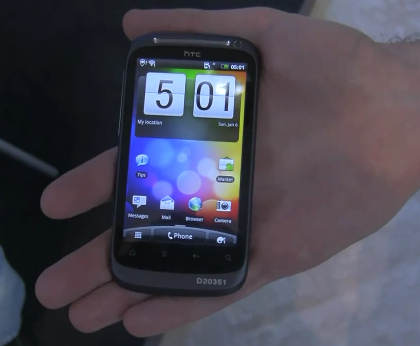 hTC
05:01
5 01
My location Sun, Jan 6
Tips Market
Messages Mail Browser Camera
Phone
D20351